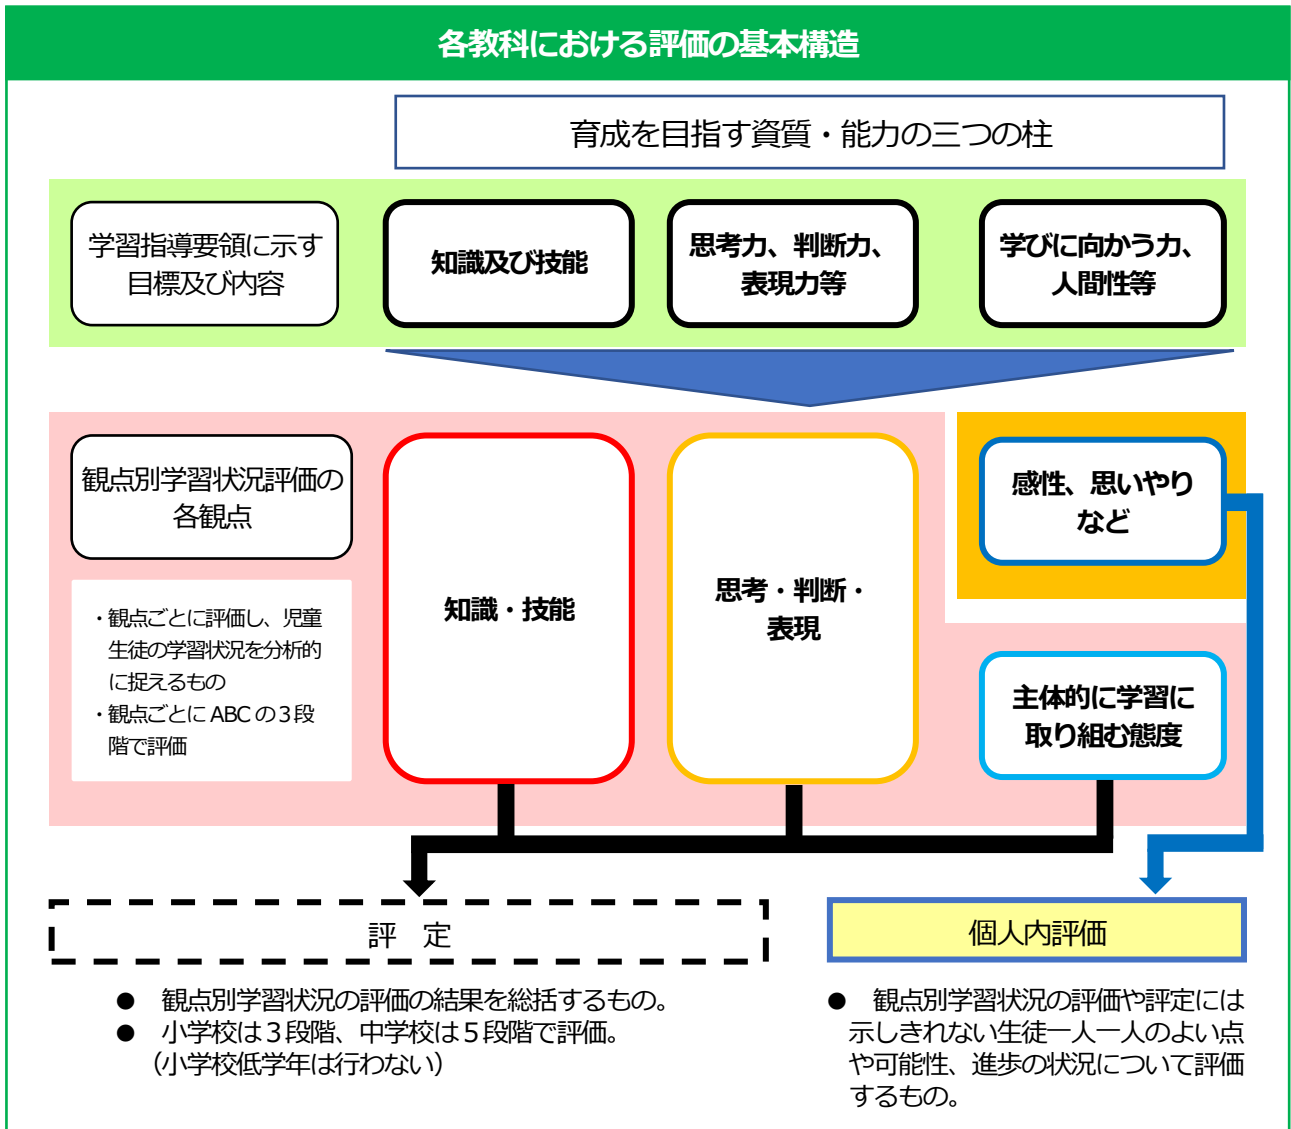 各教科における評価の基本構造
育成を目指す資質・能力の三つの柱
学習指導要領に示す
目標及び内容
知識及び技能
思考力、判断力、
表現力等
学びに向かう力、
人間性等
観点別学習状況評価の
各観点
・観点ごとに評価し、児童
生徒の学習状況を分析的
に捉えるもの
・観点ごとに ABC の３段
階で評価
知識・技能
思考・判断・
表現
感性、思いやり
など
主体的に学習に
取り組む態度
評　定
● 観点別学習状況の評価の結果を総括するもの。
● 小学校は３段階、中学校は５段階で評価。
（小学校低学年は行わない）
個人内評価
● 観点別学習状況の評価や評定には
示しきれない生徒一人一人のよい点
や可能性、進歩の状況について評価
するもの。